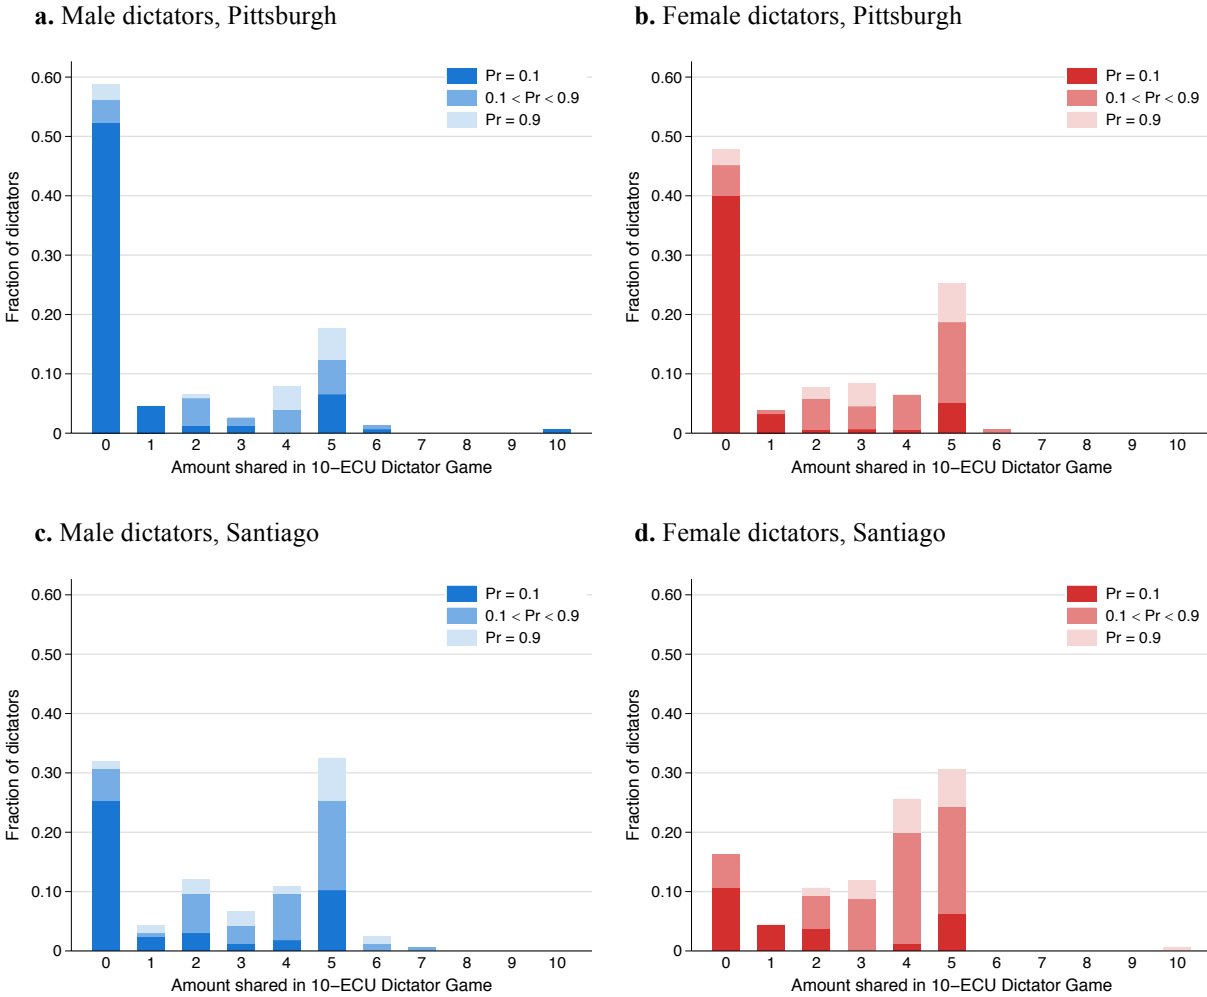 a. Male dictators, Pittsburgh
Fraction of dictators
0.60
0.50
0.40
0.30
0.20
0.10
0
Pr = 0.1
0.1 < Pr < 0.9
Pr = 0.9
0 1 2 3 4 5 6 7 8 9 10
Amount shared in 10−ECU Dictator Game
b. Female dictators, Pittsburgh
Fraction of dictators
0.60
0.50
0.40
0.30
0.20
0.10
0
Pr = 0.1
0.1 < Pr < 0.9
Pr = 0.9
0 1 2 3 4 5 6 7 8 9 10
Amount shared in 10−ECU Dictator Game
c. Male dictators, Santiago
Fraction of dictators
0.60
0.50
0.40
0.30
0.20
0.10
0
Pr = 0.1
0.1 < Pr < 0.9
Pr = 0.9
0 1 2 3 4 5 6 7 8 9 10
Amount shared in 10−ECU Dictator Game
d. Female dictators, Santiago
Fraction of dictators
0.60
0.50
0.40
0.30
0.20
0.10
0
Pr = 0.1
0.1 < Pr < 0.9
Pr = 0.9
0 1 2 3 4 5 6 7 8 9 10
Amount shared in 10−ECU Dictator Game